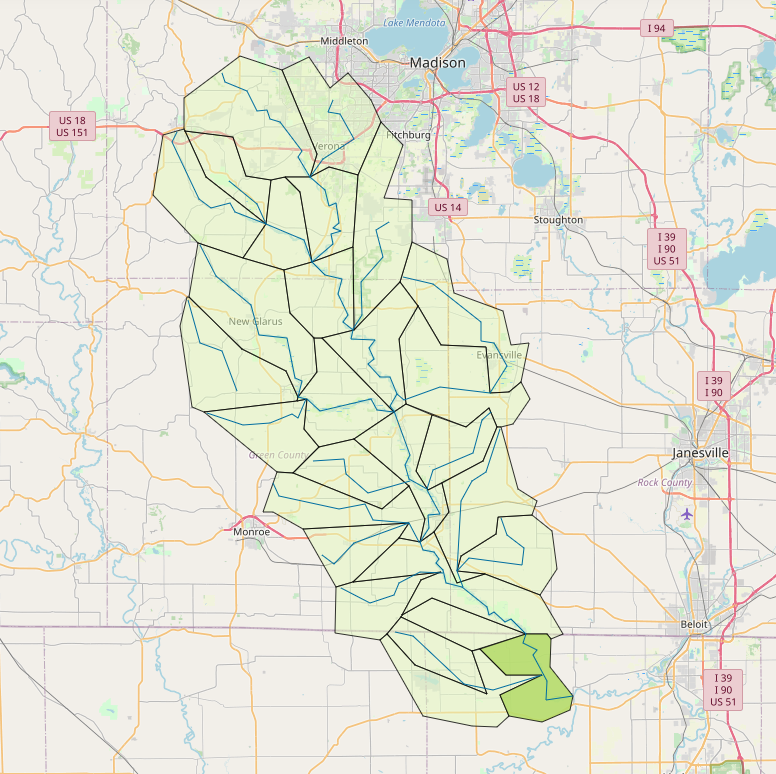 Lake Mendota
Middleton
Madison
I 94
US 12
US 18
US 18
US 151
Fitchburg
Verona
US 14
Stoughton
I 39
I 90
US 51
New Glarus
Evansville
I 39
I 90
Janesville
Green County
Rock County
Monroe
Beloit
I 39
I 90
US 51